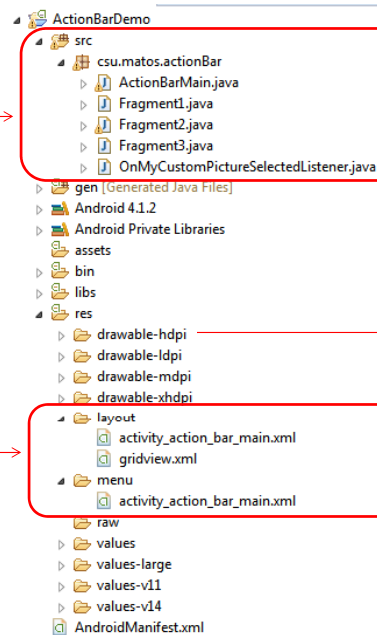 ActionBarDemo
src
csu.matos.actionBar
ActionBarMain.java
Fragment1.java
Fragment2.java
Fragment3.java
OnMyCustomPictureSelectedListener.java
gen [Generated Java Files]
Android 4.1.2
Android Private Libraries
assets
bin
libs
res
drawable-hdpi
drawable-ldpi
drawable-mdpi
drawable-xhdpi
layout
activity_action_bar_main.xml
gridview.xml
menu
activity_action_bar_main.xml
raw
values
values-large
values-v11
values-v14
AndroidManifest.xml